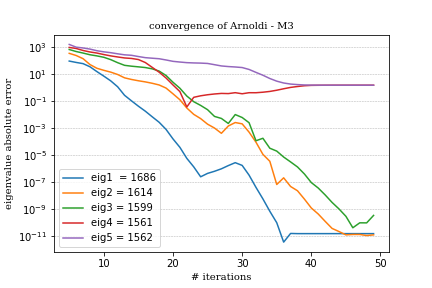 convergence of Arnoldi - M3
eigenvalue absolute error
10³
10¹
10⁻¹
10⁻³
10⁻⁵
10⁻⁷
10⁻⁹
10⁻¹¹
eig1  = 1686
eig2 = 1614
eig3 = 1599
eig4 = 1561
eig5 = 1562
10 20 30 40 50
# iterations